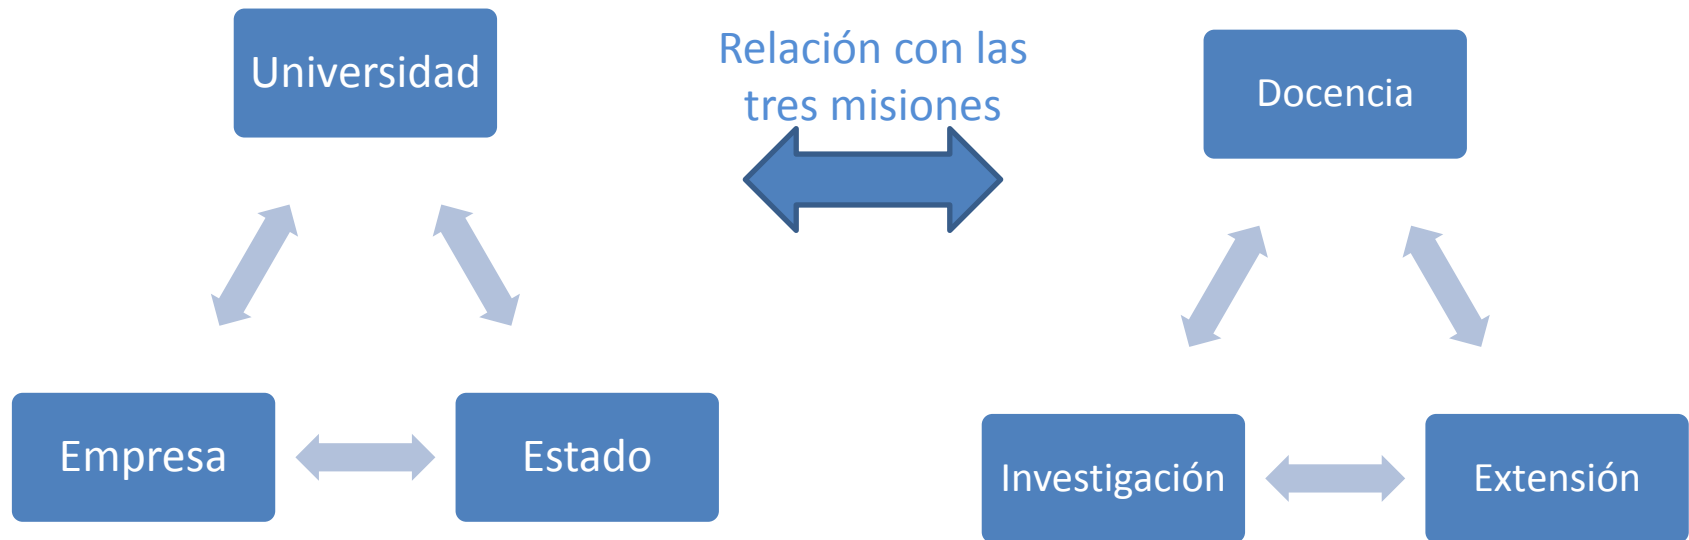 Universidad
Relación con las
tres misiones
Docencia
Empresa
Estado
Investigación
Extensión